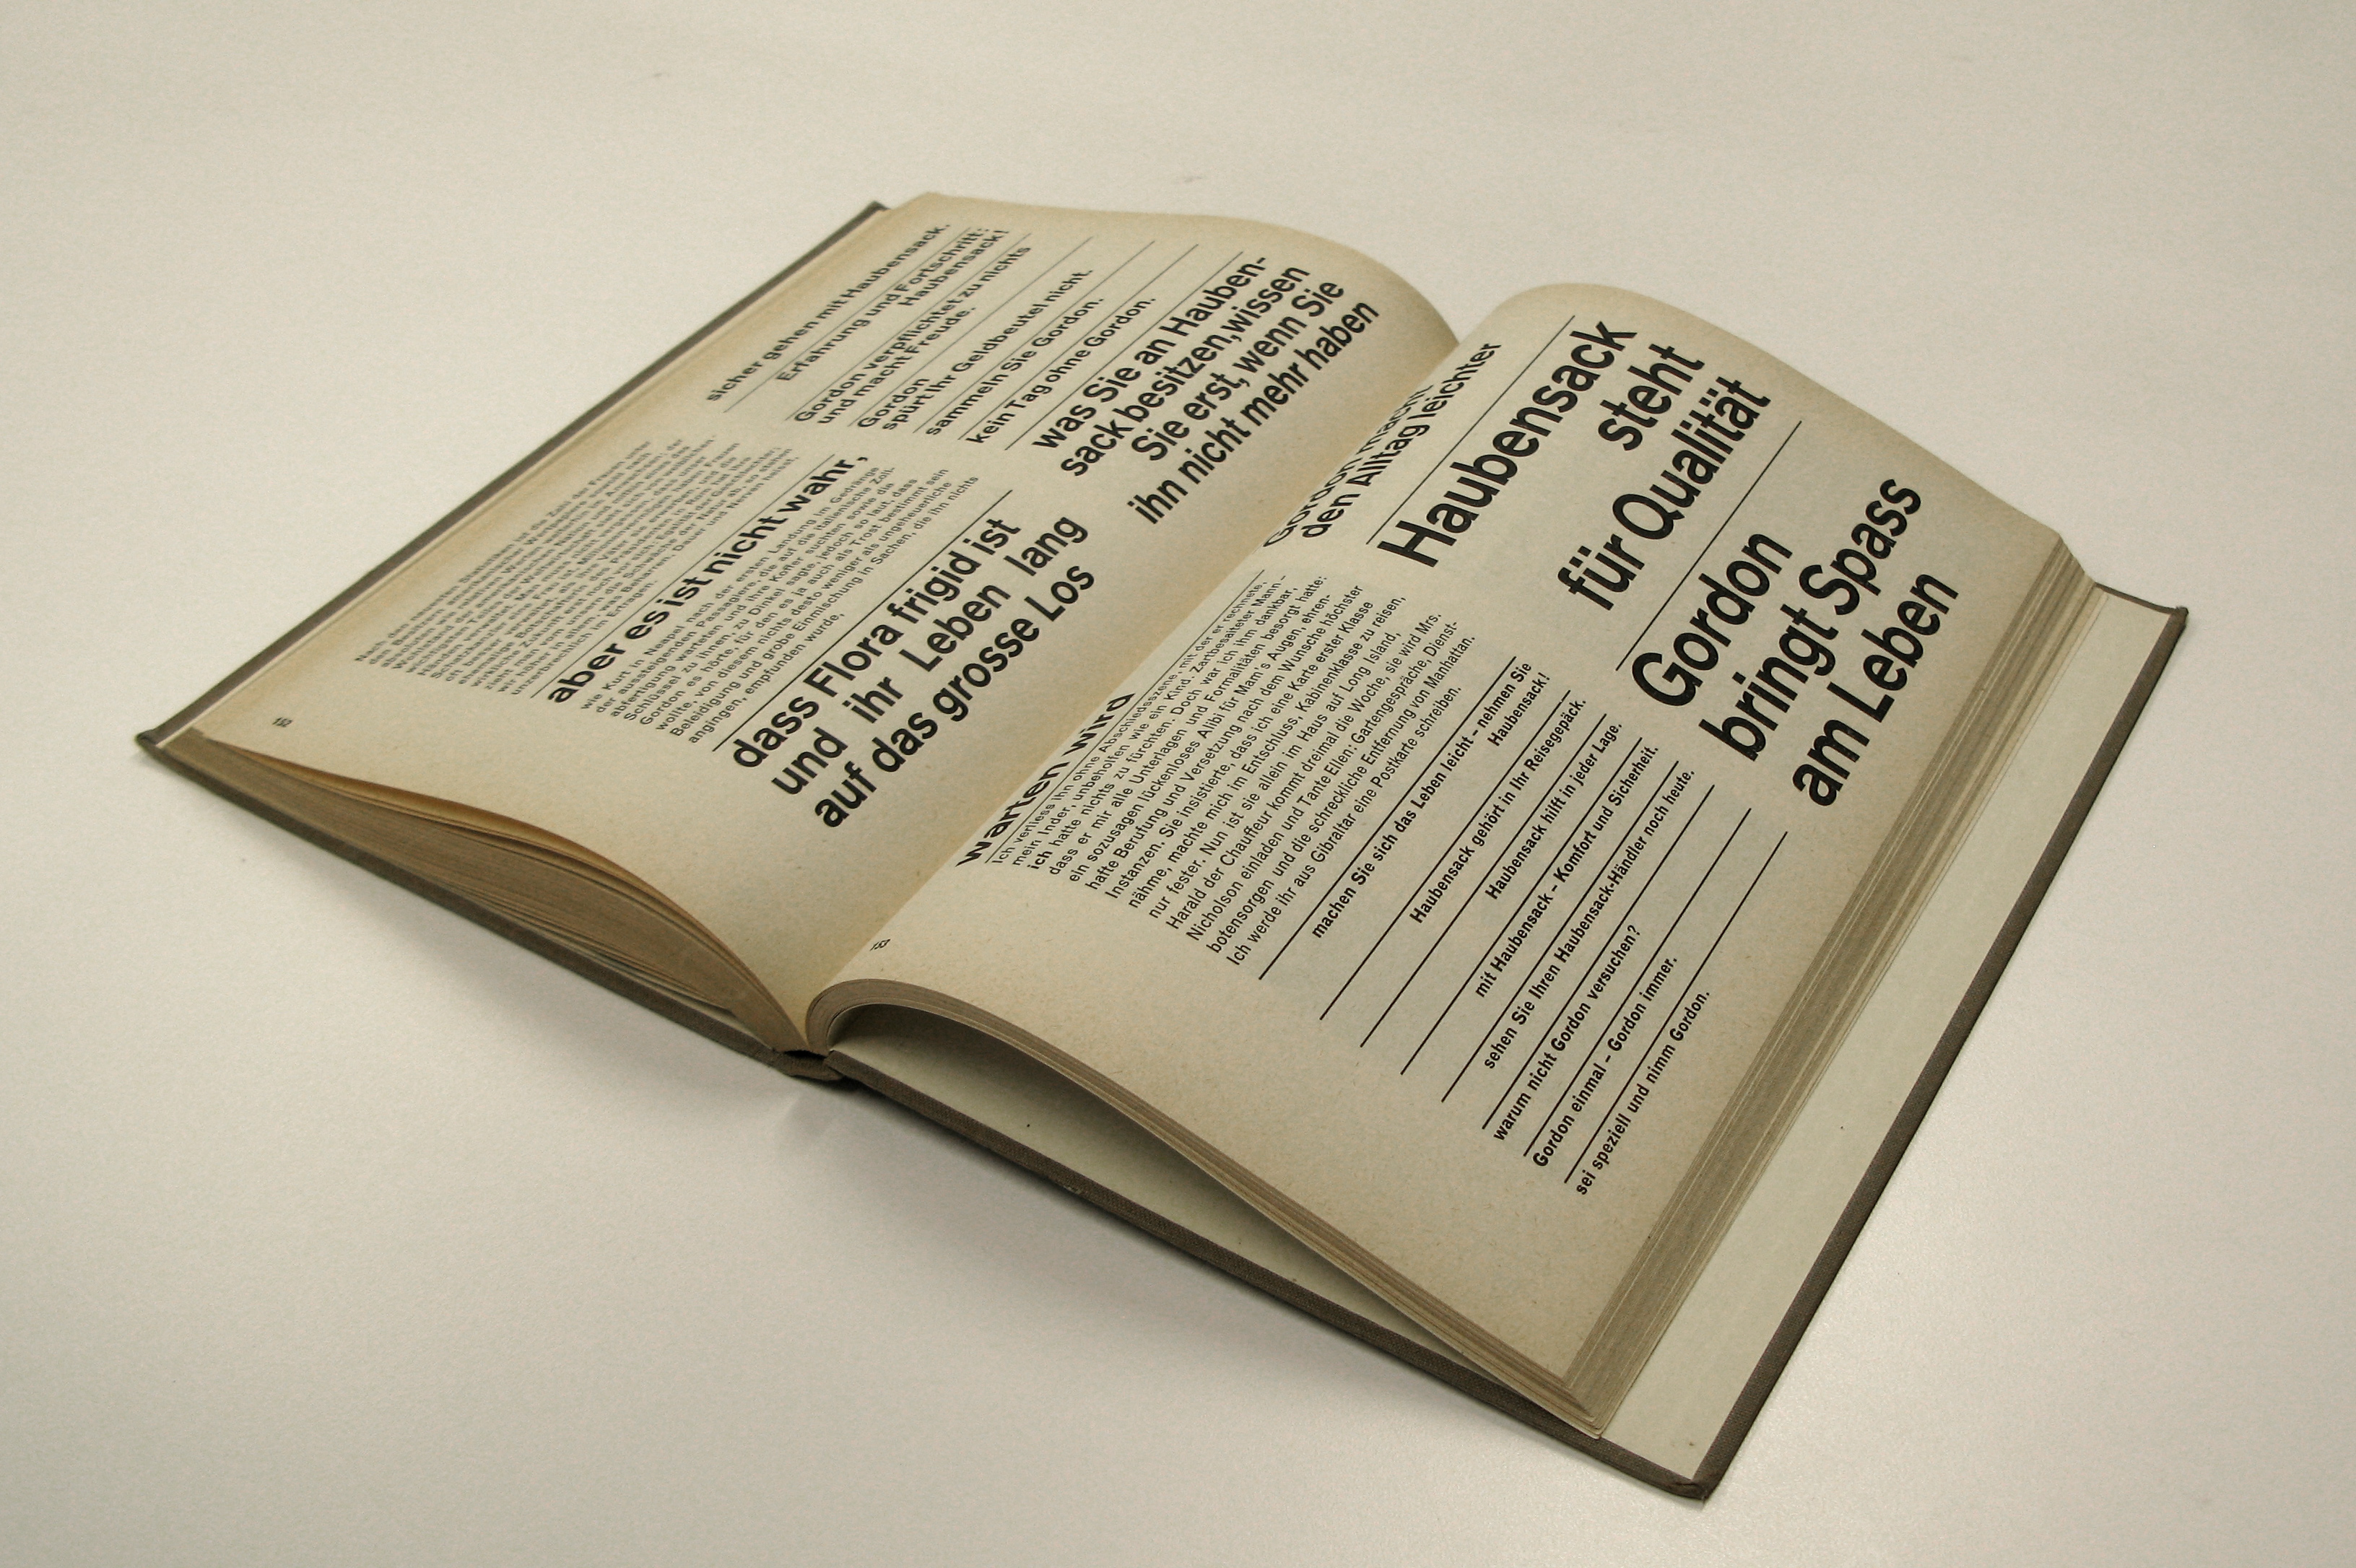 aber es ist nicht wahr,
wie Kurt in Neapel nach der ersten Landung im Gedränge
der aussteigenden Passagiere, die auf die italienische Zoll-
abfertigung warten und ihre Koffer suchten sowie die
Schlüssel zu ihnen, zu Dinkel sagte, jedoch so laut, dass
Gordon es hörte, für den es ja auch als Trost bestimmt sein
wollte, von diesem nichts desto weniger als ungeheuerliche
Beleidigung und grobe Einmischung in Sachen, die ihn nichts
angingen, empfunden wurde,
dass Flora frigid ist
und ihr Leben lang
auf das grosse Los
sicher gehen mit Haubensack.
Erfahrung und Fortschritt:
Haubensack!
Gordon verpflichtet zu nichts
und macht Freude.
Gordon
spürt Ihr Geldbeutel nicht.
sammeln Sie Gordon.
kein Tag ohne Gordon.
was Sie an Hauben-
sack besitzen, wissen
Sie erst, wenn Sie
ihn nicht mehr haben
warten wird
Ich verliess ihn ohne Abschiedsszene, mit der er rechnete,
mein Inder, unbeholfen wie ein Kind. Zartbesaiteter Mann –
ich hatte nichts zu fürchten. Doch war ich ihm dankbar,
dass er mir alle Unterlagen und Formalitäten besorgt hatte:
ein sozusagen lückenloses Alibi für Mam's Augen, ehren-
hafte Berufung und Versetzung nach dem Wunsche höchster
Instanzen. Sie insistierte, dass ich eine Karte erster Klasse
nähme, machte mich im Entschluss, Kabinenklasse zu reisen,
nur fester. Nun ist sie allein im Haus auf Long Island,
Harald der Chauffeur kommt dreimal die Woche, sie wird Mrs.
Nicholson einladen und Tante Ellen: Gartengespräche, Dienst-
botensorgen und die schreckliche Entfernung von Manhattan.
Ich werde ihr aus Gibraltar eine Postkarte schreiben.
machen Sie sich das Leben leicht – nehmen Sie
Haubensack!
Haubensack gehört in Ihr Reisegepäck.
Haubensack hilft in jeder Lage.
mit Haubensack – Komfort und Sicherheit.
sehen Sie Ihren Haubensack-Händler noch heute.
warum nicht Gordon versuchen?
Gordon einmal – Gordon immer.
sei speziell und nimm Gordon.
Gordon macht
den Alltag leichter
Haubensack
steht
für Qualität
Gordon
bringt Spass
am Leben
153